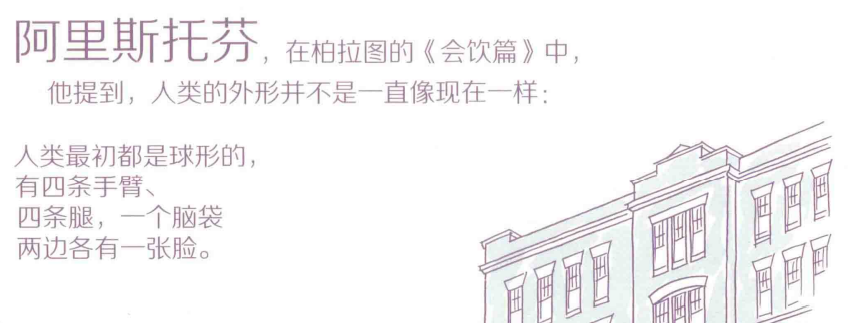 阿里斯托芬，在柏拉图的《会饮篇》中，
他提到，人类的外形并不是一直像现在一样：
人类最初都是球形的，
有四条手臂、
四条腿，一个脑袋
两边各有一张脸。